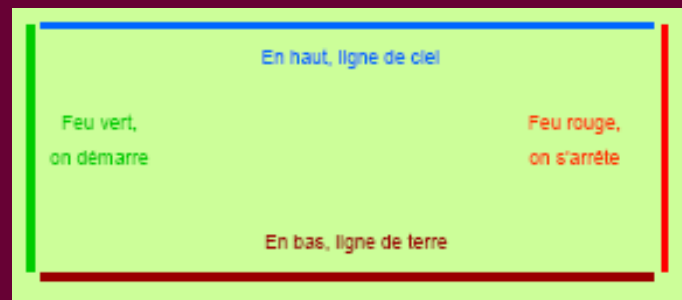 En haut, ligne de ciel
Feu vert,
on démarre
Feu rouge,
on s'arrête
En bas, ligne de terre